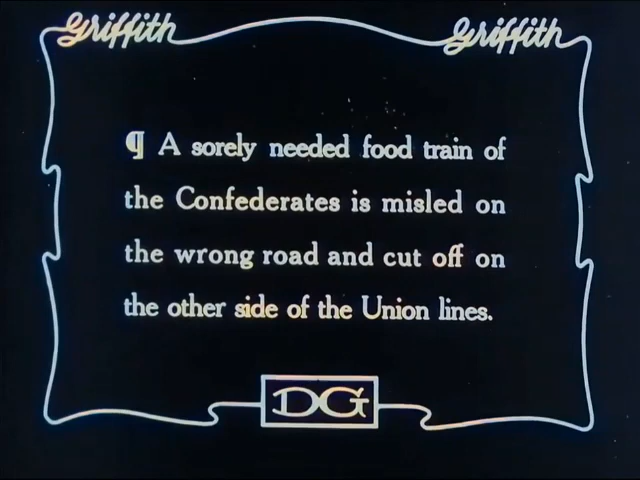 Griffith Griffith
¶ A sorely needed food train of
the Confederates is misled on
the wrong road and cut off on
the other side of the Union lines.
DG